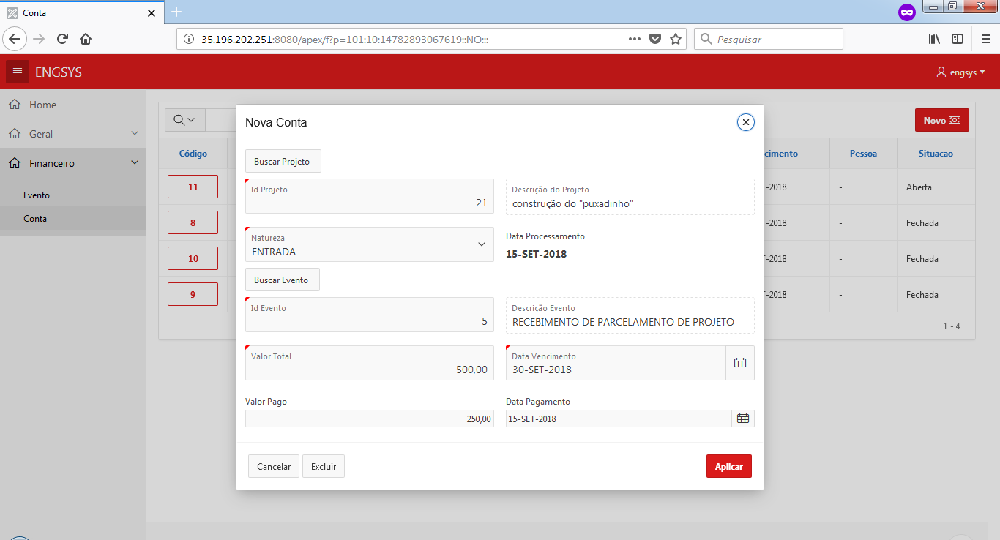 Conta
35.196.202.251:8080/apex/f?p=101:10:14782893067619::NO:::
Pesquisar
ENGSYS
engsys
Home
Geral
Financeiro
Evento
Conta
Novo
Código
cimento
Pessoa
Situacao
11
T-2018
-
Aberta
8
T-2018
-
Fechada
10
T-2018
-
Fechada
9
T-2018
-
Fechada
1 - 4
Nova Conta
Buscar Projeto
Id Projeto
21
Descrição do Projeto
construção do "puxadinho"
Natureza
ENTRADA
Data Processamento
15-SET-2018
Buscar Evento
Id Evento
5
Descrição Evento
RECEBIMENTO DE PARCELAMENTO DE PROJETO
Valor Total
500,00
Data Vencimento
30-SET-2018
Valor Pago
250,00
Data Pagamento
15-SET-2018
Cancelar
Excluir
Aplicar